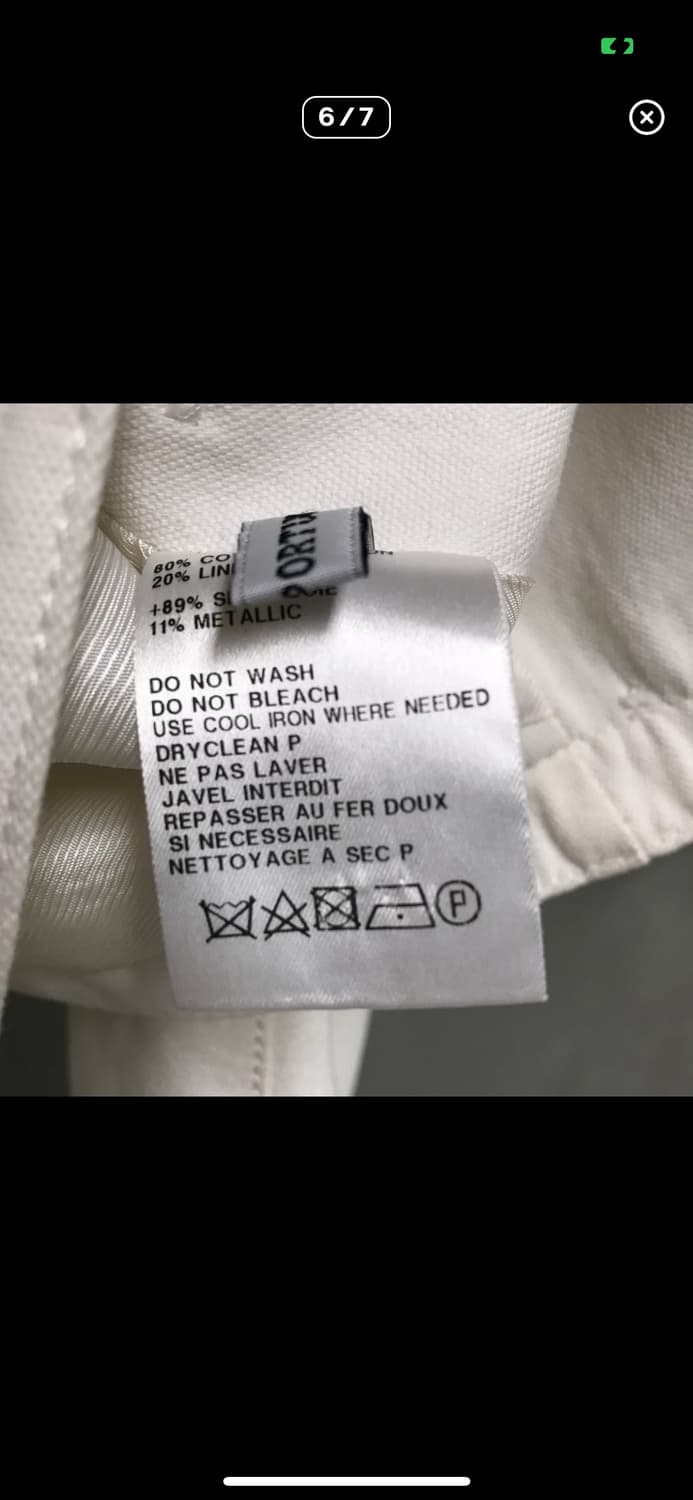 6/7
80% CO
20% LIN
+89% S
11% METALLIC
DO NOT WASH
DO NOT BLEACH
USE COOL IRON WHERE NEEDED
DRYCLEAN P
NE PAS LAVER
JAVEL INTERDIT
REPASSER AU FER DOUX
SI NECESSAIRE
NETTOYAGE A SEC P
P